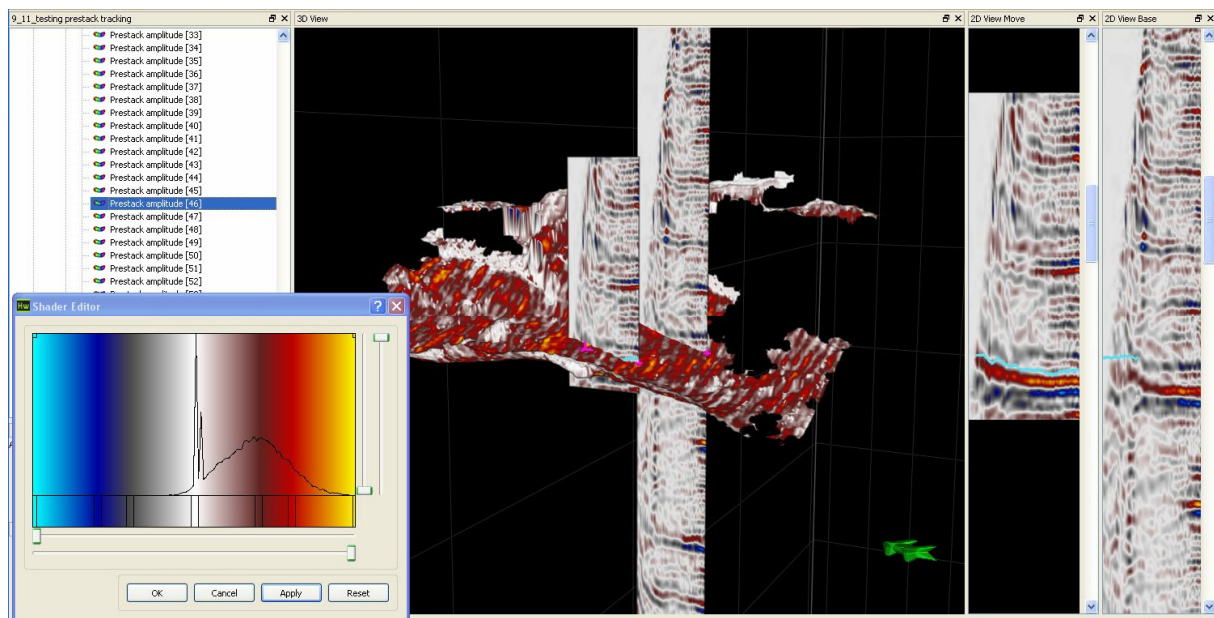 9_11_testing prestack tracking
3D View
2D View Move
2D View Base
Prestack amplitude [33]
Prestack amplitude [34]
Prestack amplitude [35]
Prestack amplitude [36]
Prestack amplitude [37]
Prestack amplitude [38]
Prestack amplitude [39]
Prestack amplitude [40]
Prestack amplitude [41]
Prestack amplitude [42]
Prestack amplitude [43]
Prestack amplitude [44]
Prestack amplitude [45]
Prestack amplitude [46]
Prestack amplitude [47]
Prestack amplitude [48]
Prestack amplitude [49]
Prestack amplitude [50]
Prestack amplitude [51]
Prestack amplitude [52]
Hw Shader Editor
OK
Cancel
Apply
Reset